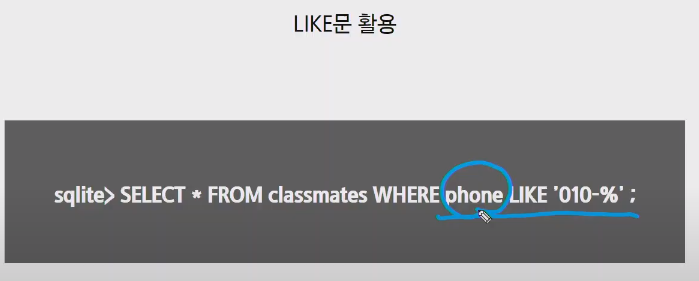 LIKE문 활용
sqlite> SELECT * FROM classmates WHERE phone LIKE '010-%' ;